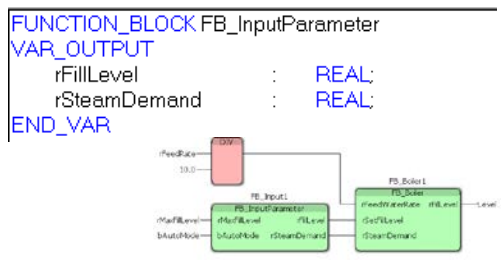 FUNCTION_BLOCK FB_InputParameter
VAR_OUTPUT
rFillLevel : REAL;
rSteamDemand : REAL;
END_VAR
DIV
rFeedRate
10.0
FB_Input1
FB_InputParameter
rMaxFillLevel rMaxFillLevel rFillLevel
bAutoMode bAutoMode rSteamDemand
FB_Boiler1
FB_Boiler
rFeedWaterRate rFillLevel Level
rSetFillLevel
rSteamDemand